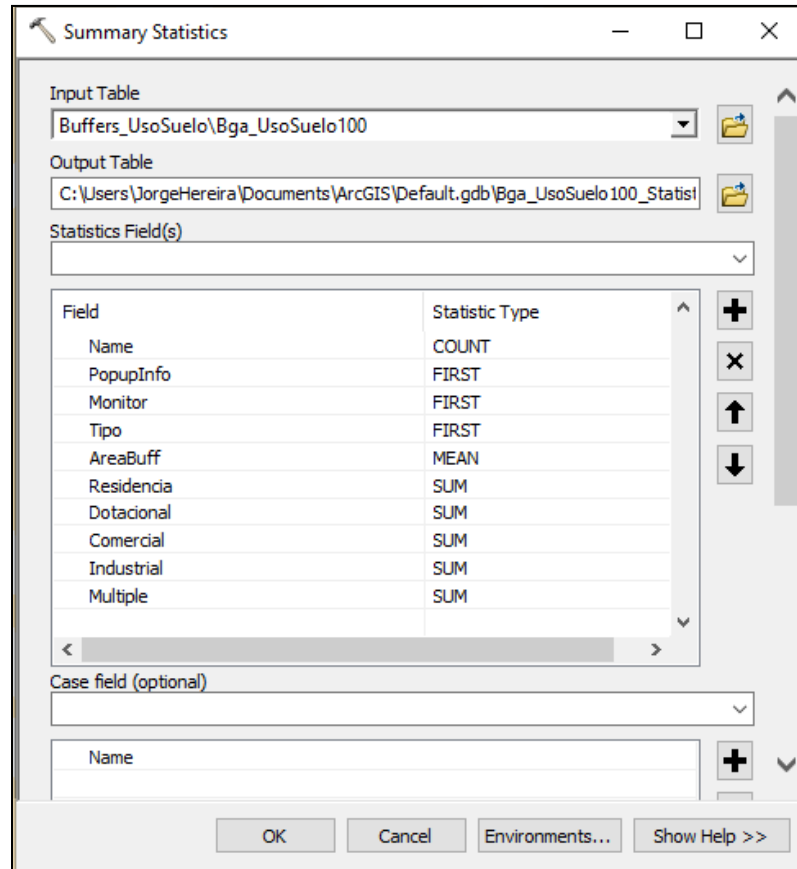 Summary Statistics
Input Table
Buffers_UsoSuelo\Bga_UsoSuelo100
Output Table
C:\Users\JorgeHereira\Documents\ArcGIS\Default.gdb\Bga_UsoSuelo100_Statist
Statistics Field(s)
Field Statistic Type
Name COUNT
PopupInfo FIRST
Monitor FIRST
Tipo FIRST
AreaBuff MEAN
Residencia SUM
Dotacional SUM
Comercial SUM
Industrial SUM
Multiple SUM
Case field (optional)
Name
OK Cancel Environments... Show Help >>